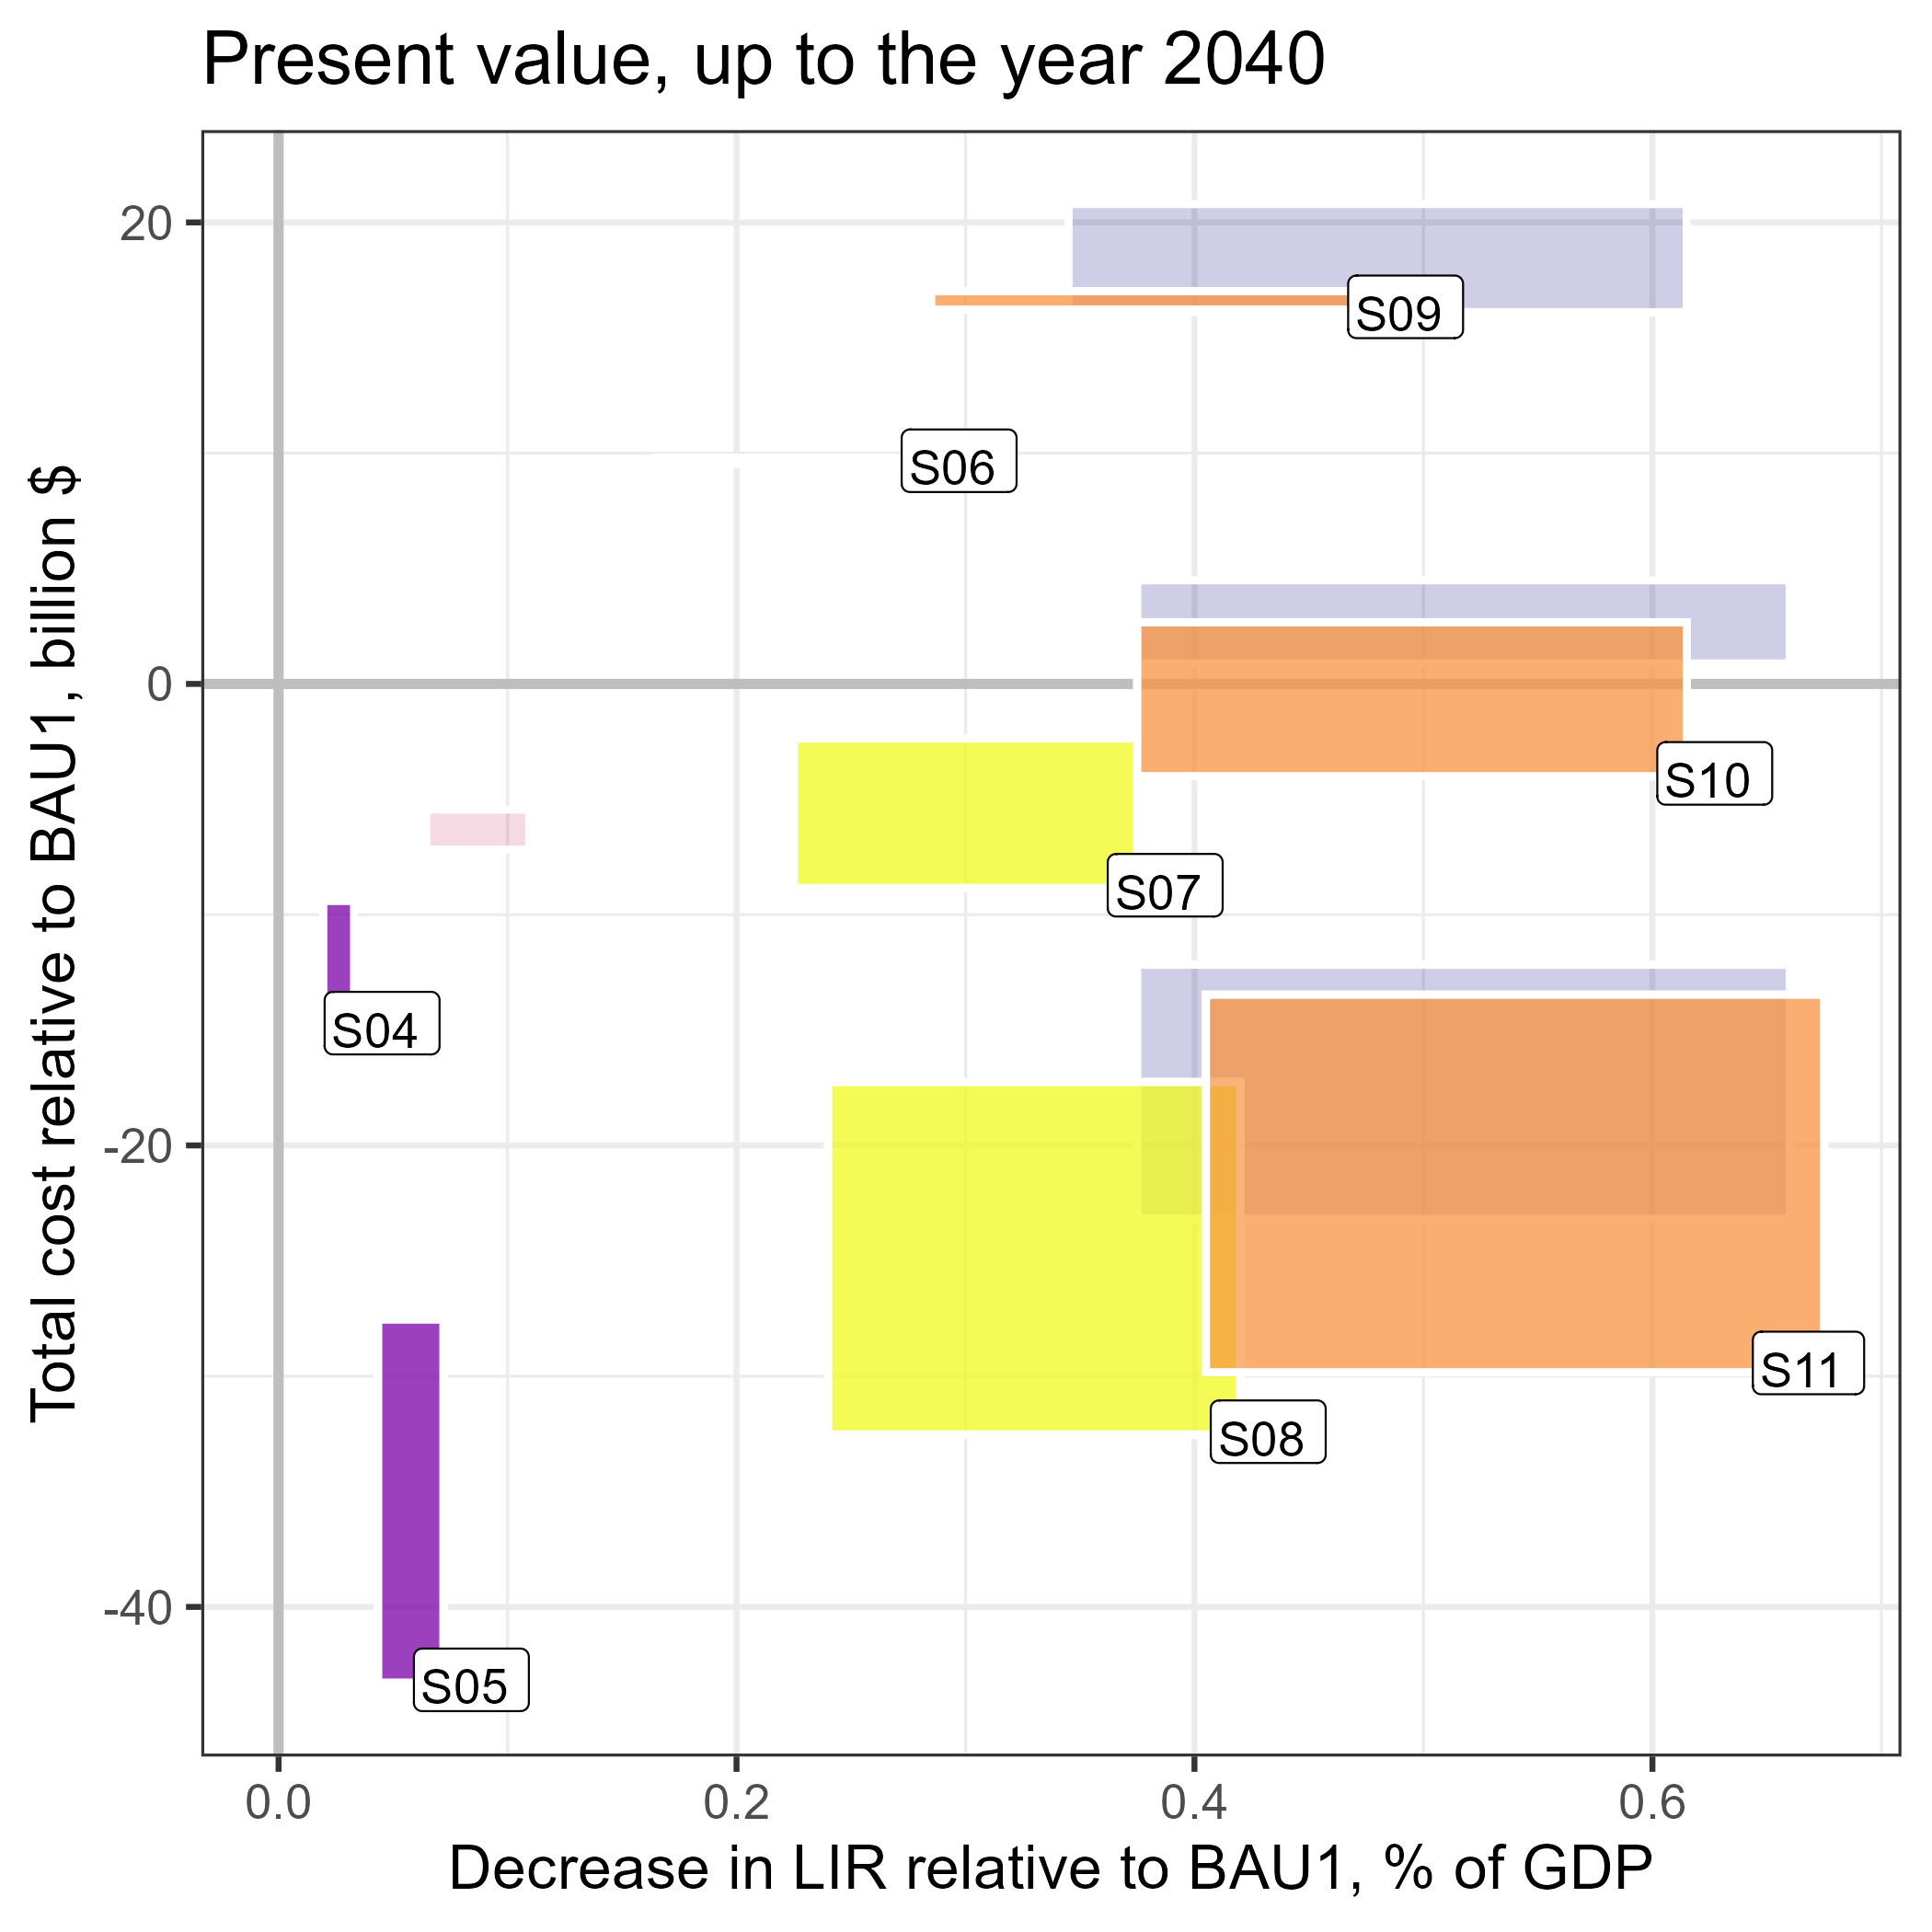 Present value, up to the year 2040
Total cost relative to BAU1, billion $
20
0
-20
-40
S09
S06
S10
S07
S04
S11
S08
S05
0.0 0.2 0.4 0.6
Decrease in LIR relative to BAU1, % of GDP